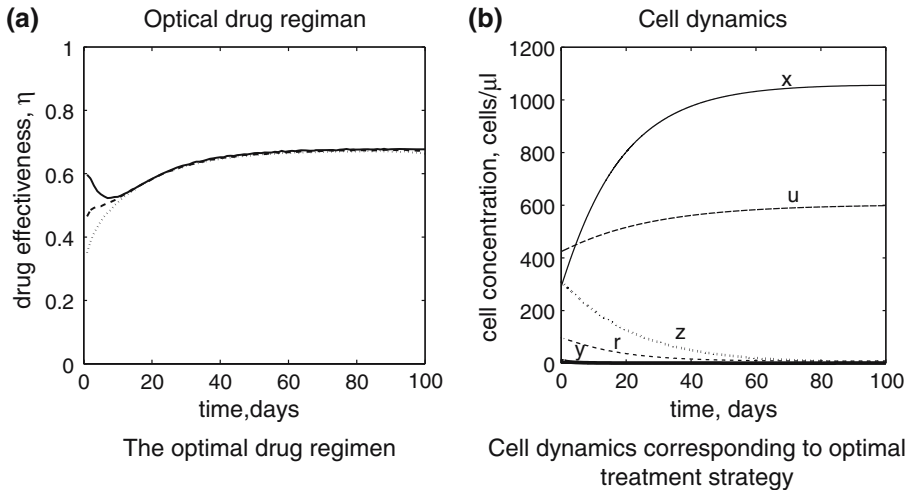 (a) Optical drug regiman
1
0.8
0.6
0.4
0.2
0
drug effectiveness, η
0 20 40 60 80 100
time,days
The optimal drug regimen
(b) Cell dynamics
1200
1000
800
600
400
200
0
cell concentration, cells/μl
x
u
z
r
y
0 20 40 60 80 100
time, days
Cell dynamics corresponding to optimal
treatment strategy